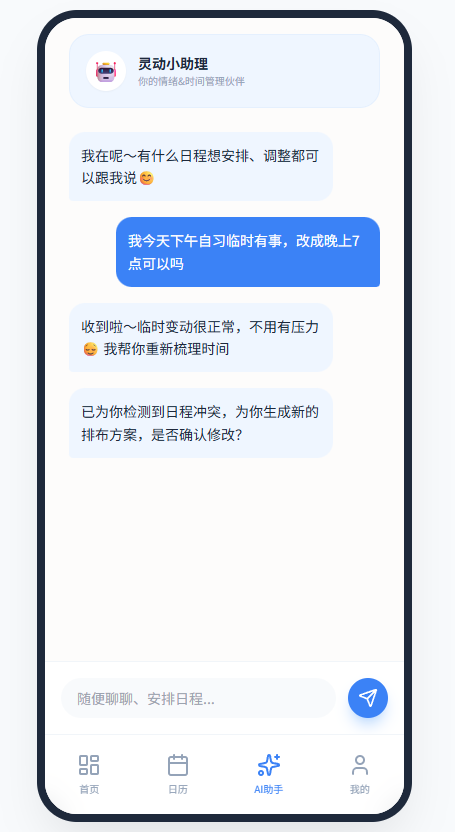 灵动小助理
你的情绪&时间管理伙伴
我在呢～有什么日程想安排、调整都可
以跟我说😊
我今天下午自习临时有事，改成晚上7
点可以吗
收到啦～临时变动很正常，不用有压力
😌 我帮你重新梳理时间
已为你检测到日程冲突，为你生成新的
排布方案，是否确认修改？
随便聊聊、安排日程...
首页
日历
AI助手
我的